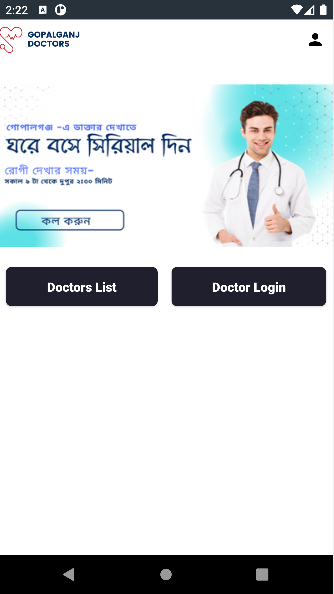 2:22
GOPALGANJ
DOCTORS
গোপালগঞ্জ -এ ডাক্তার দেখাতে
ঘরে বসে সিরিয়াল দিন
রোগী দেখার সময়-
সকাল ৯ টা থেকে দুপুর ২:০০ মিনিট
কল করুন
Doctors List
Doctor Login